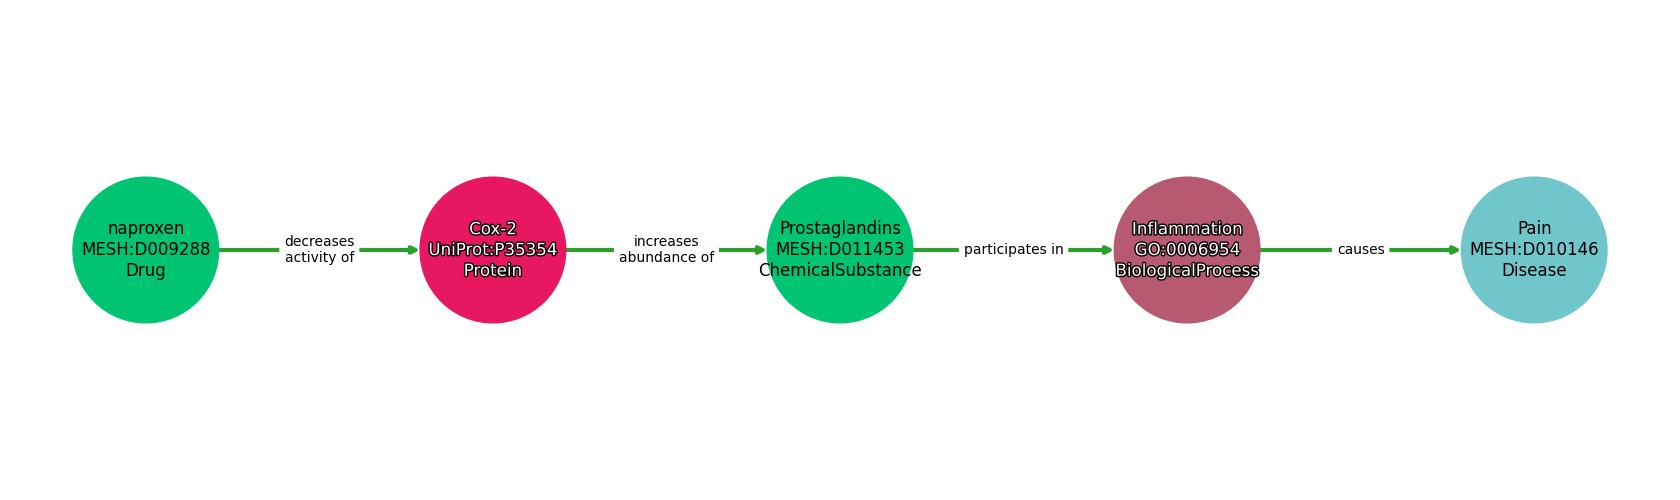 naproxen
MESH:D009288
Drug
decreases
activity of
Cox-2
UniProt:P35354
Protein
increases
abundance of
Prostaglandins
MESH:D011453
ChemicalSubstance
participates in
Inflammation
GO:0006954
BiologicalProcess
causes
Pain
MESH:D010146
Disease